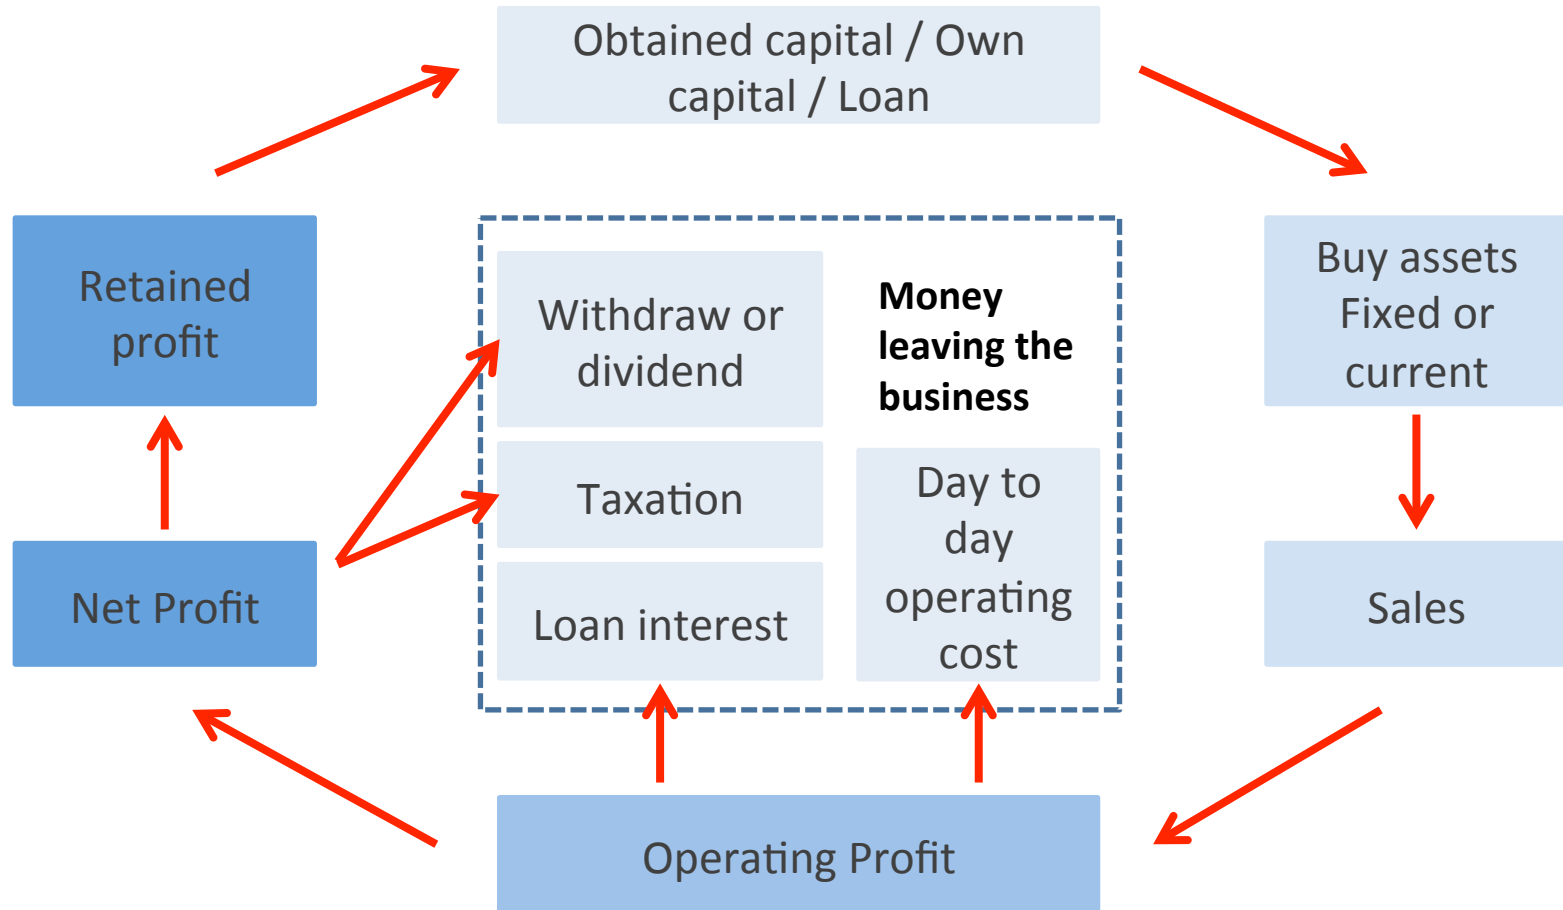 Obtained capital / Own
capital / Loan
Retained
profit
Withdraw or
dividend
Money
leaving the
business
Buy assets
Fixed or
current
Taxation
Day to
day
operating
cost
Net Profit
Loan interest
Sales
Operating Profit